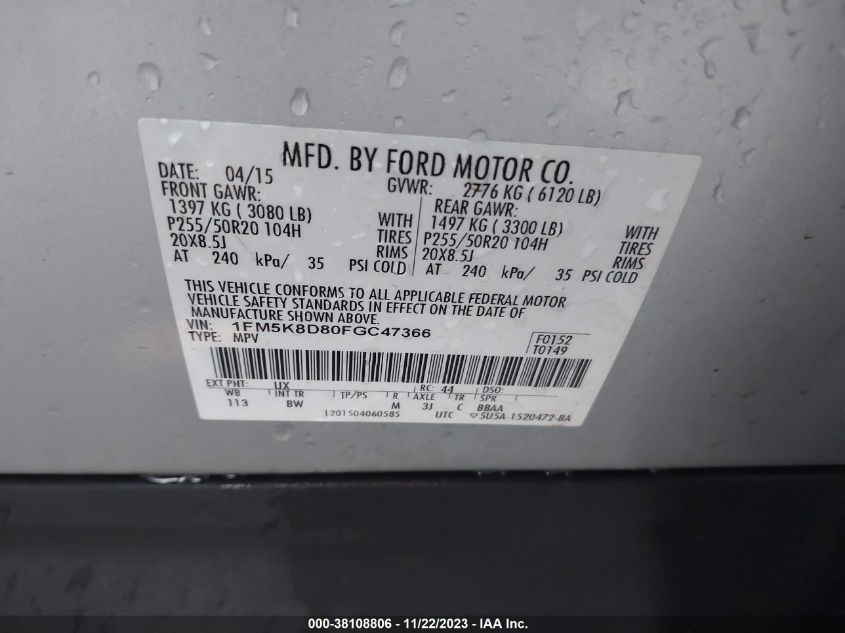 MFD. BY FORD MOTOR CO.
DATE: 04/15 GVWR: 2776 KG ( 6120 LB)
FRONT GAWR: REAR GAWR:
1397 KG ( 3080 LB) WITH 1497 KG ( 3300 LB) WITH
P255/50R20 104H TIRES P255/50R20 104H TIRES
20X8.5J RIMS 20X8.5J RIMS
AT 240 kPa/ 35 PSI COLD AT 240 kPa/ 35 PSI COLD
THIS VEHICLE CONFORMS TO ALL APPLICABLE FEDERAL MOTOR
VEHICLE SAFETY STANDARDS IN EFFECT ON THE DATE OF
MANUFACTURE SHOWN ABOVE.
VIN: 1FM5K8D80FGC47366 F0152
TYPE: MPV T0149
EXT PNT: UX RC: 44 DSO:
WB INT TR TP/PS R AXLE TR SPR
113 BW M 3J C BBAA
1201504060585 UTC ▽5U5A-1520472-BA
000-38108806 - 11/22/2023 - IAA Inc.